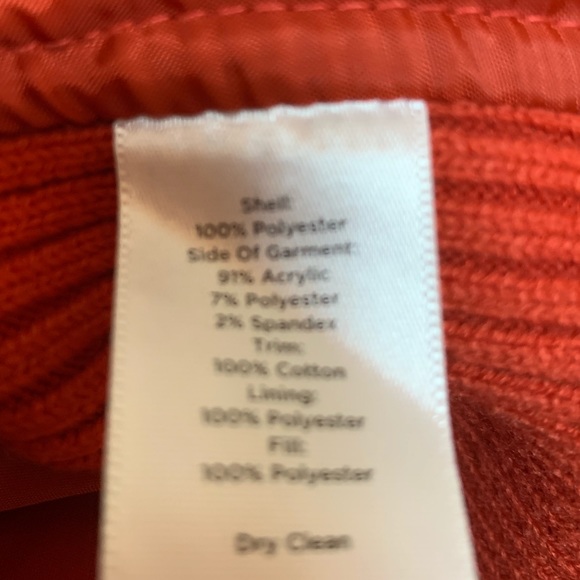 Shell:
100% Polyester
Side Of Garment:
91% Acrylic
7% Polyester
2% Spandex
Trim:
100% Cotton
Lining:
100% Polyester
Fill:
100% Polyester
Dry Clean